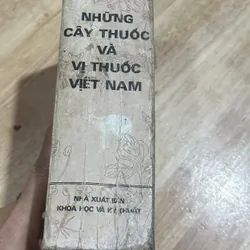 NHỮNG
CÂY THUỐC
VÀ
VỊ THUỐC
VIỆT NAM
NHÀ XUẤT BẢN
KHOA HỌC VÀ KỸ THUẬT